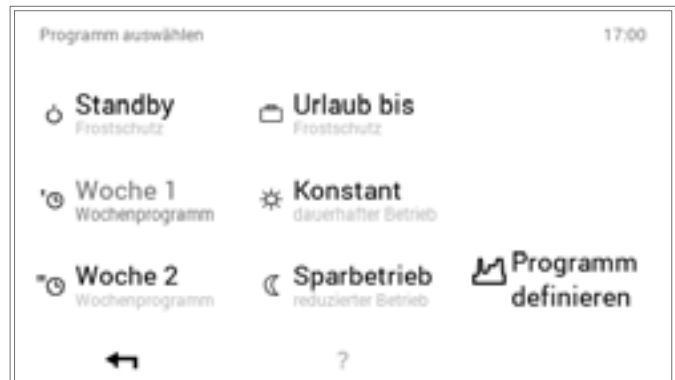 Programm auswählen 17:00
Standby
Frostschutz
Urlaub bis
Frostschutz
Woche 1
Wochenprogramm
Konstant
dauerhafter Betrieb
Woche 2
Wochenprogramm
Sparbetrieb
reduzierter Betrieb
Programm
definieren
?